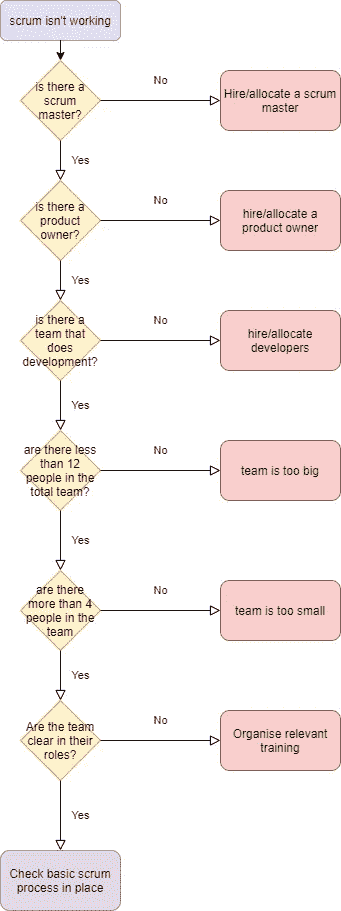 scrum isn't working
is there a
scrum
master?
No
Hire/allocate a scrum
master
Yes
is there a
product
owner?
No
hire/allocate a
product owner
Yes
is there a
team that
does
development?
No
hire/allocate
developers
Yes
are there less
than 12
people in the
total team?
No
team is too big
Yes
are there
more than 4
people in the
team
No
team is too small
Yes
Are the team
clear in their
roles?
No
Organise relevant
training
Yes
Check basic scrum
process in place